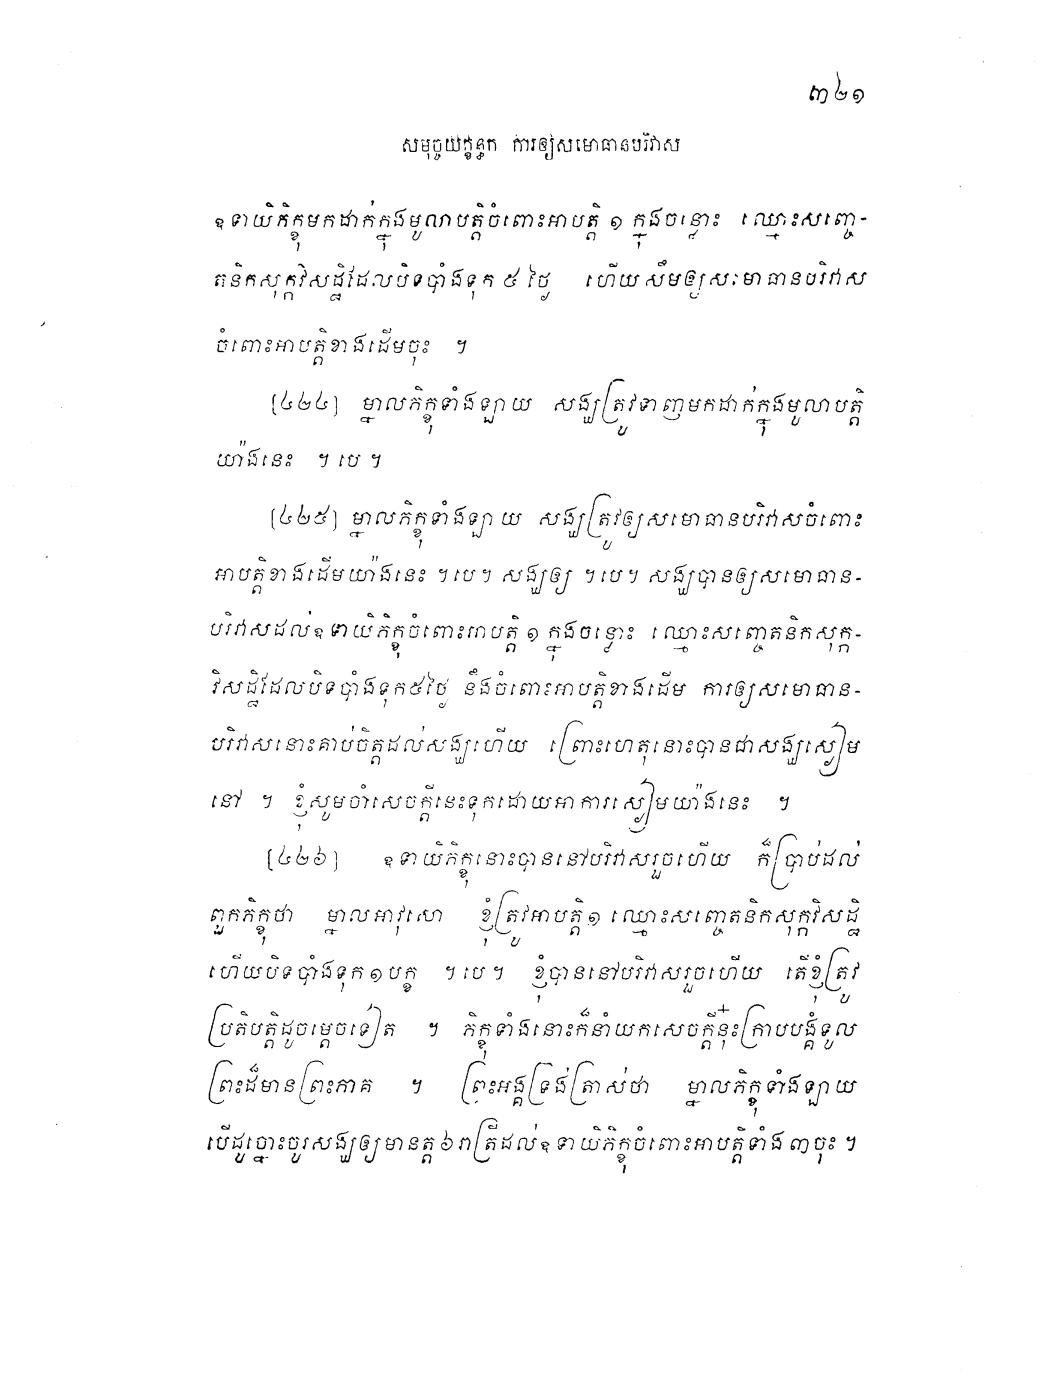 ៣២១
សមុច្ចយក្ខន្ធក ការឲ្យសមោធានបរិវាស
ឧទាយិភិក្ខុមកដាក់ក្នុងមូលាបត្តិចំពោះអាបត្តិ ១ ក្នុងចន្លោះ ឈ្មោះសញ្ចេ-
តនិកសុក្កវិសដ្ឋិដែលបិទបាំងទុក ៥ ថ្ងៃ ហើយសឹមឲ្យសមោធានបរិវាស
ចំពោះអាបត្តិខាងដើមចុះ ។
[៤២៤] ម្នាលភិក្ខុទាំងឡាយ សង្ឃត្រូវទាញមកដាក់ក្នុងមូលាបត្តិ
យ៉ាងនេះ ។ បេ ។
[៤២៥] ម្នាលភិក្ខុទាំងឡាយ សង្ឃត្រូវឲ្យសមោធានបរិវាសចំពោះ
អាបត្តិខាងដើមយ៉ាងនេះ ។ បេ ។ សង្ឃឲ្យ ។ បេ ។ សង្ឃបានឲ្យសមោធាន-
បរិវាសដល់ឧទាយិភិក្ខុចំពោះអាបត្តិ ១ ក្នុងចន្លោះ ឈ្មោះសញ្ចេតនិកសុក្ក-
វិសដ្ឋិដែលបិទបាំងទុក៥ថ្ងៃ នឹងចំពោះអាបត្តិខាងដើម ការឲ្យសមោធាន-
បរិវាសនោះគាប់ចិត្តដល់សង្ឃហើយ ព្រោះហេតុនោះបានជាសង្ឃស្ងៀម
នៅ ។ ខ្ញុំសូមចាំសេចក្តីនេះទុកដោយអាការស្ងៀមយ៉ាងនេះ ។
[៤២៦] ឧទាយិភិក្ខុនោះបាននៅបរិវាសរួចហើយ ក៏ប្រាប់ដល់
ពួកភិក្ខុថា ម្នាលអាវុសោ ខ្ញុំត្រូវអាបត្តិ ១ ឈ្មោះសញ្ចេតនិកសុក្កវិសដ្ឋិ
ហើយបិទបាំងទុក ១ បក្ខ ។ បេ ។ ខ្ញុំបាននៅបរិវាសរួចហើយ តើខ្ញុំត្រូវ
ប្រតិបត្តិដូចម្តេចទៀត ។ ភិក្ខុទាំងនោះក៏នាំយកសេចក្តីនុ៎ះក្រាបបង្គំទូល
ព្រះដ៏មានព្រះភាគ ។ ព្រះអង្គទ្រង់ត្រាស់ថា ម្នាលភិក្ខុទាំងឡាយ
បើដូច្នោះចូរសង្ឃឲ្យមានត្ត ៦ រាត្រីដល់ឧទាយិភិក្ខុចំពោះអាបត្តិទាំង ៣ ចុះ ។